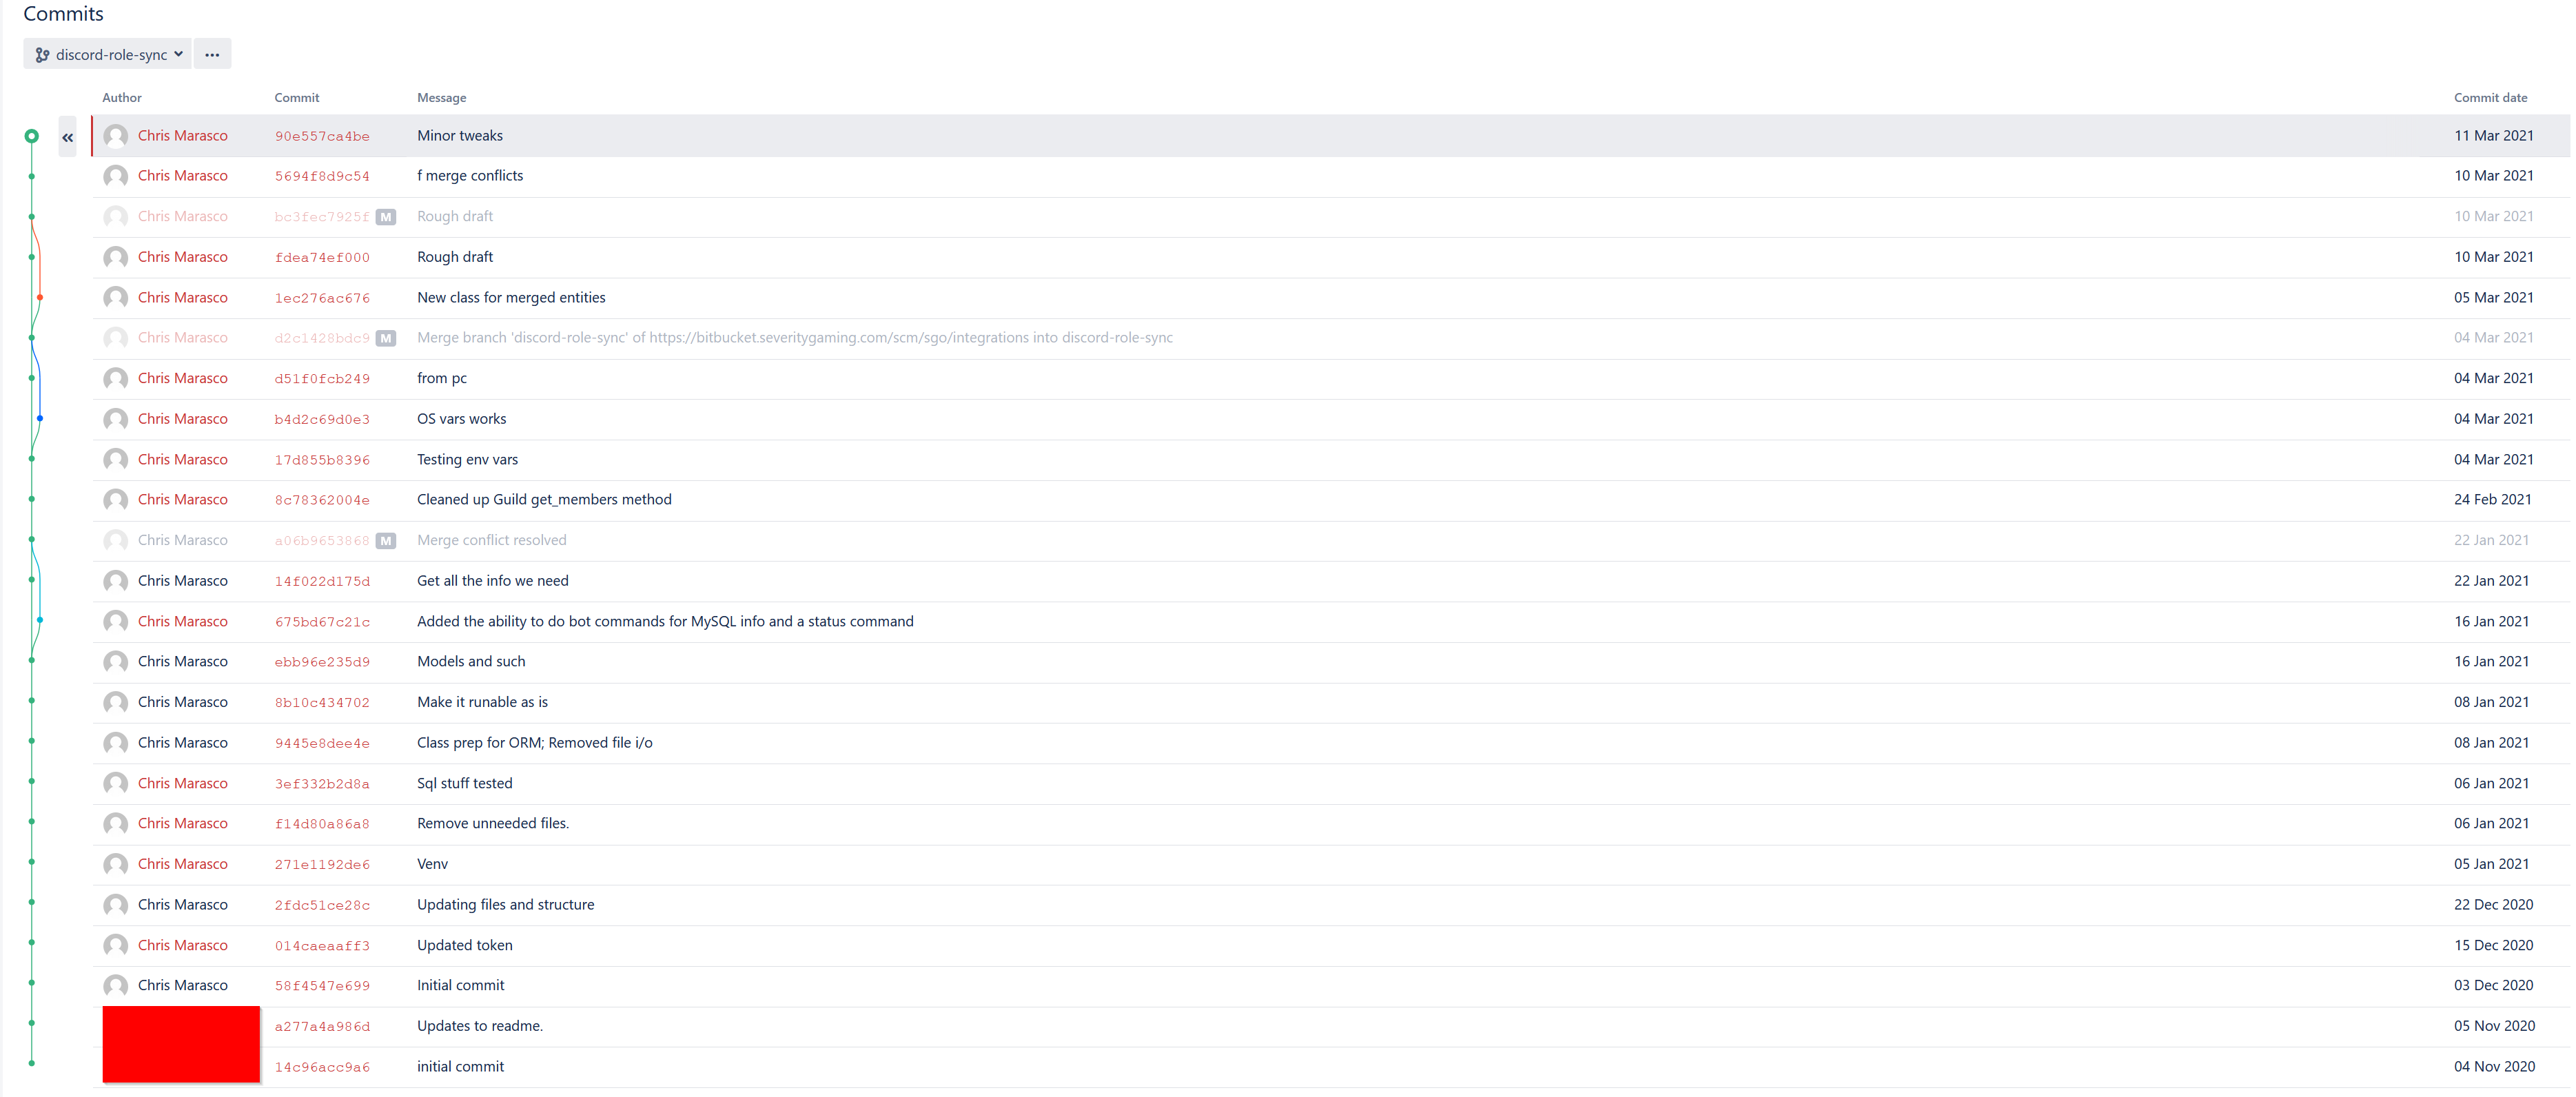 Commits
discord-role-sync
Author Commit Message Commit date
Chris Marasco 90e557ca4be Minor tweaks 11 Mar 2021
Chris Marasco 5694f8d9c54 f merge conflicts 10 Mar 2021
Chris Marasco bc3fec7925f M Rough draft 10 Mar 2021
Chris Marasco fdea74ef000 Rough draft 10 Mar 2021
Chris Marasco 1ec276ac676 New class for merged entities 05 Mar 2021
Chris Marasco d2c1428bdc9 M Merge branch 'discord-role-sync' of https://bitbucket.severitygaming.com/scm/sgo/integrations into discord-role-sync 04 Mar 2021
Chris Marasco d51f0fcb249 from pc 04 Mar 2021
Chris Marasco b4d2c69d0e3 OS vars works 04 Mar 2021
Chris Marasco 17d855b8396 Testing env vars 04 Mar 2021
Chris Marasco 8c78362004e Cleaned up Guild get_members method 24 Feb 2021
Chris Marasco a06b9653868 M Merge conflict resolved 22 Jan 2021
Chris Marasco 14f022d175d Get all the info we need 22 Jan 2021
Chris Marasco 675bd67c21c Added the ability to do bot commands for MySQL info and a status command 16 Jan 2021
Chris Marasco ebb96e235d9 Models and such 16 Jan 2021
Chris Marasco 8b10c434702 Make it runable as is 08 Jan 2021
Chris Marasco 9445e8dee4e Class prep for ORM; Removed file i/o 08 Jan 2021
Chris Marasco 3ef332b2d8a Sql stuff tested 06 Jan 2021
Chris Marasco f14d80a86a8 Remove unneeded files. 06 Jan 2021
Chris Marasco 271e1192de6 Venv 05 Jan 2021
Chris Marasco 2fdc51ce28c Updating files and structure 22 Dec 2020
Chris Marasco 014caeaaff3 Updated token 15 Dec 2020
Chris Marasco 58f4547e699 Initial commit 03 Dec 2020
a277a4a986d Updates to readme. 05 Nov 2020
14c96acc9a6 initial commit 04 Nov 2020